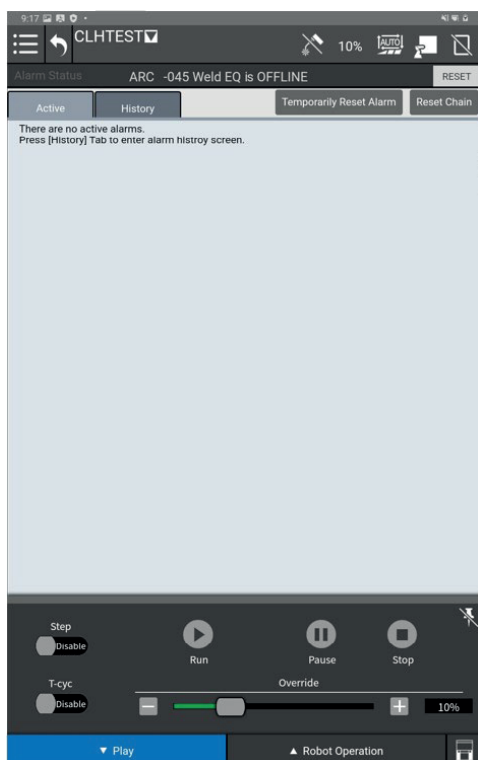 9:17
CLHTEST
10%
AUTO
Alarm Status
ARC -045 Weld EQ is OFFLINE
RESET
Active
History
Temporarily Reset Alarm
Reset Chain
There are no active alarms.
Press [History] Tab to enter alarm histroy screen.
Step
Disable
Run
Pause
Stop
T-cyc
Disable
Override
10%
▼ Play
▲ Robot Operation